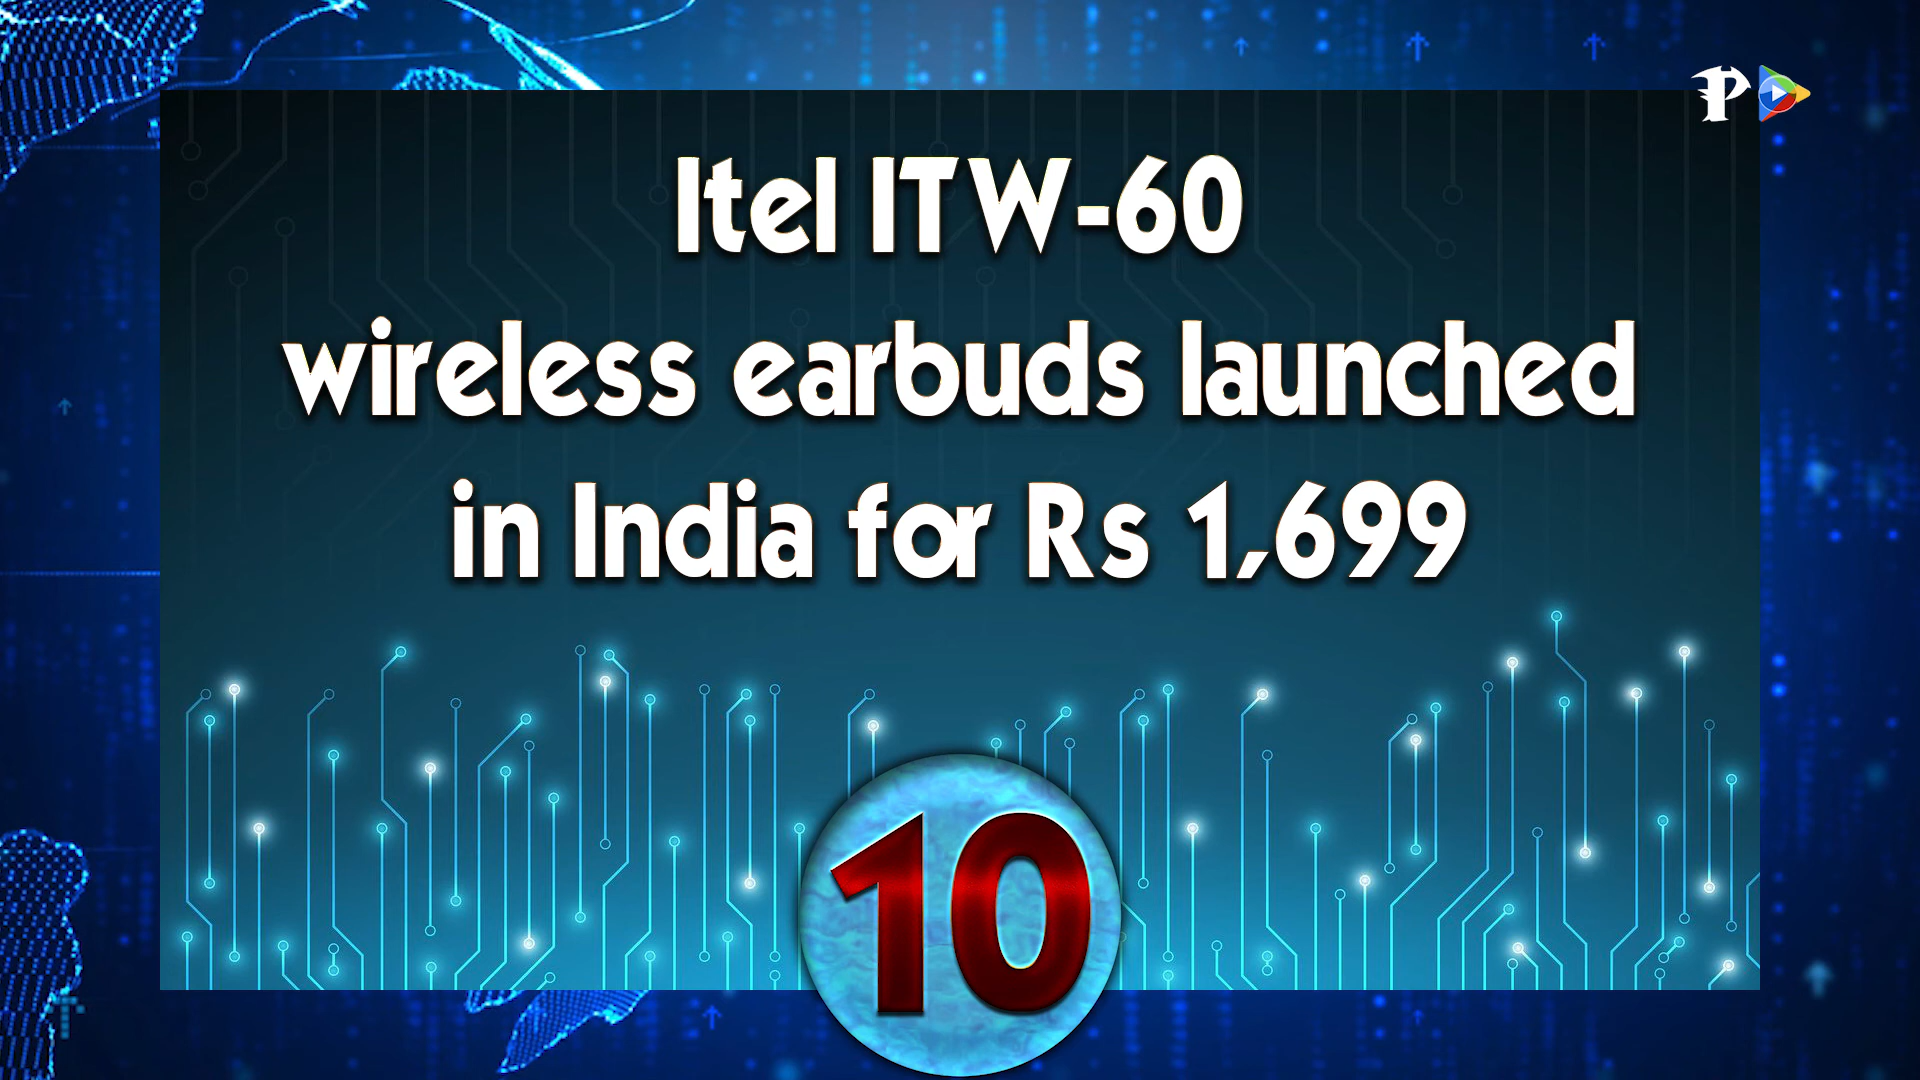 P
Itel ITW-60
wireless earbuds launched
in India for Rs 1,699
10